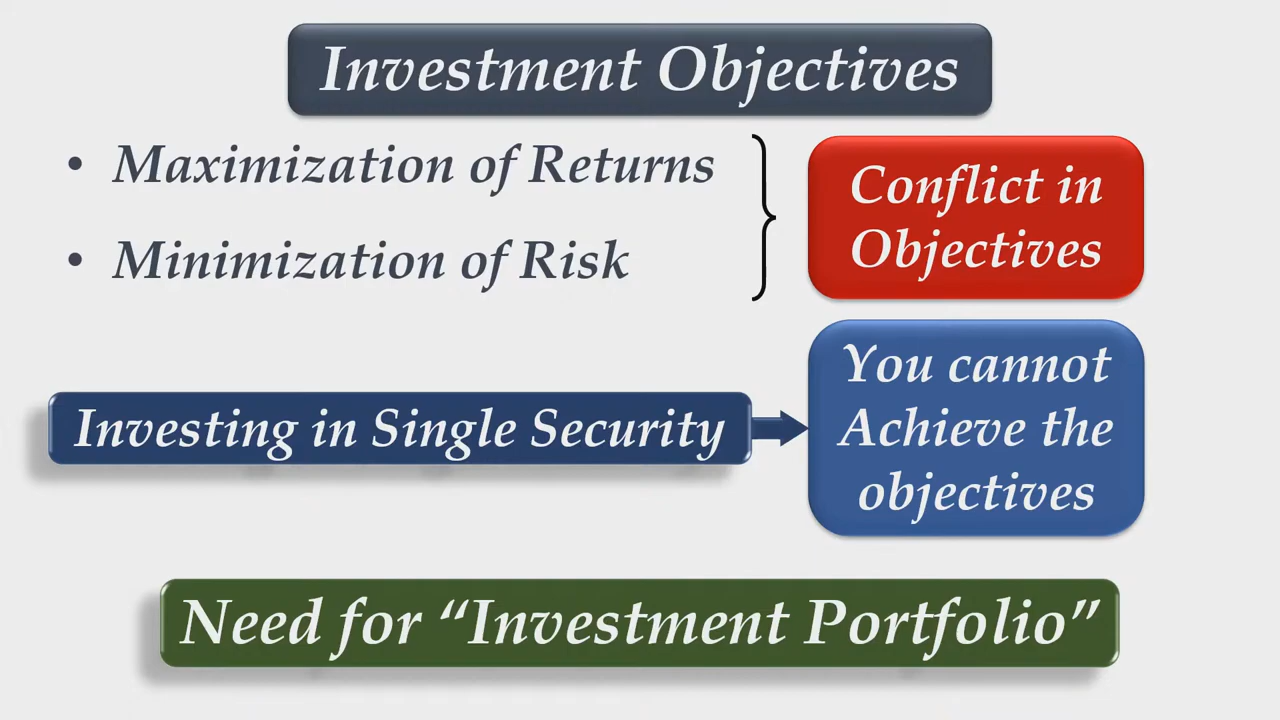 Investment Objectives
• Maximization of Returns
• Minimization of Risk
Conflict in
Objectives
Investing in Single Security
You cannot
Achieve the
objectives
Need for “Investment Portfolio”